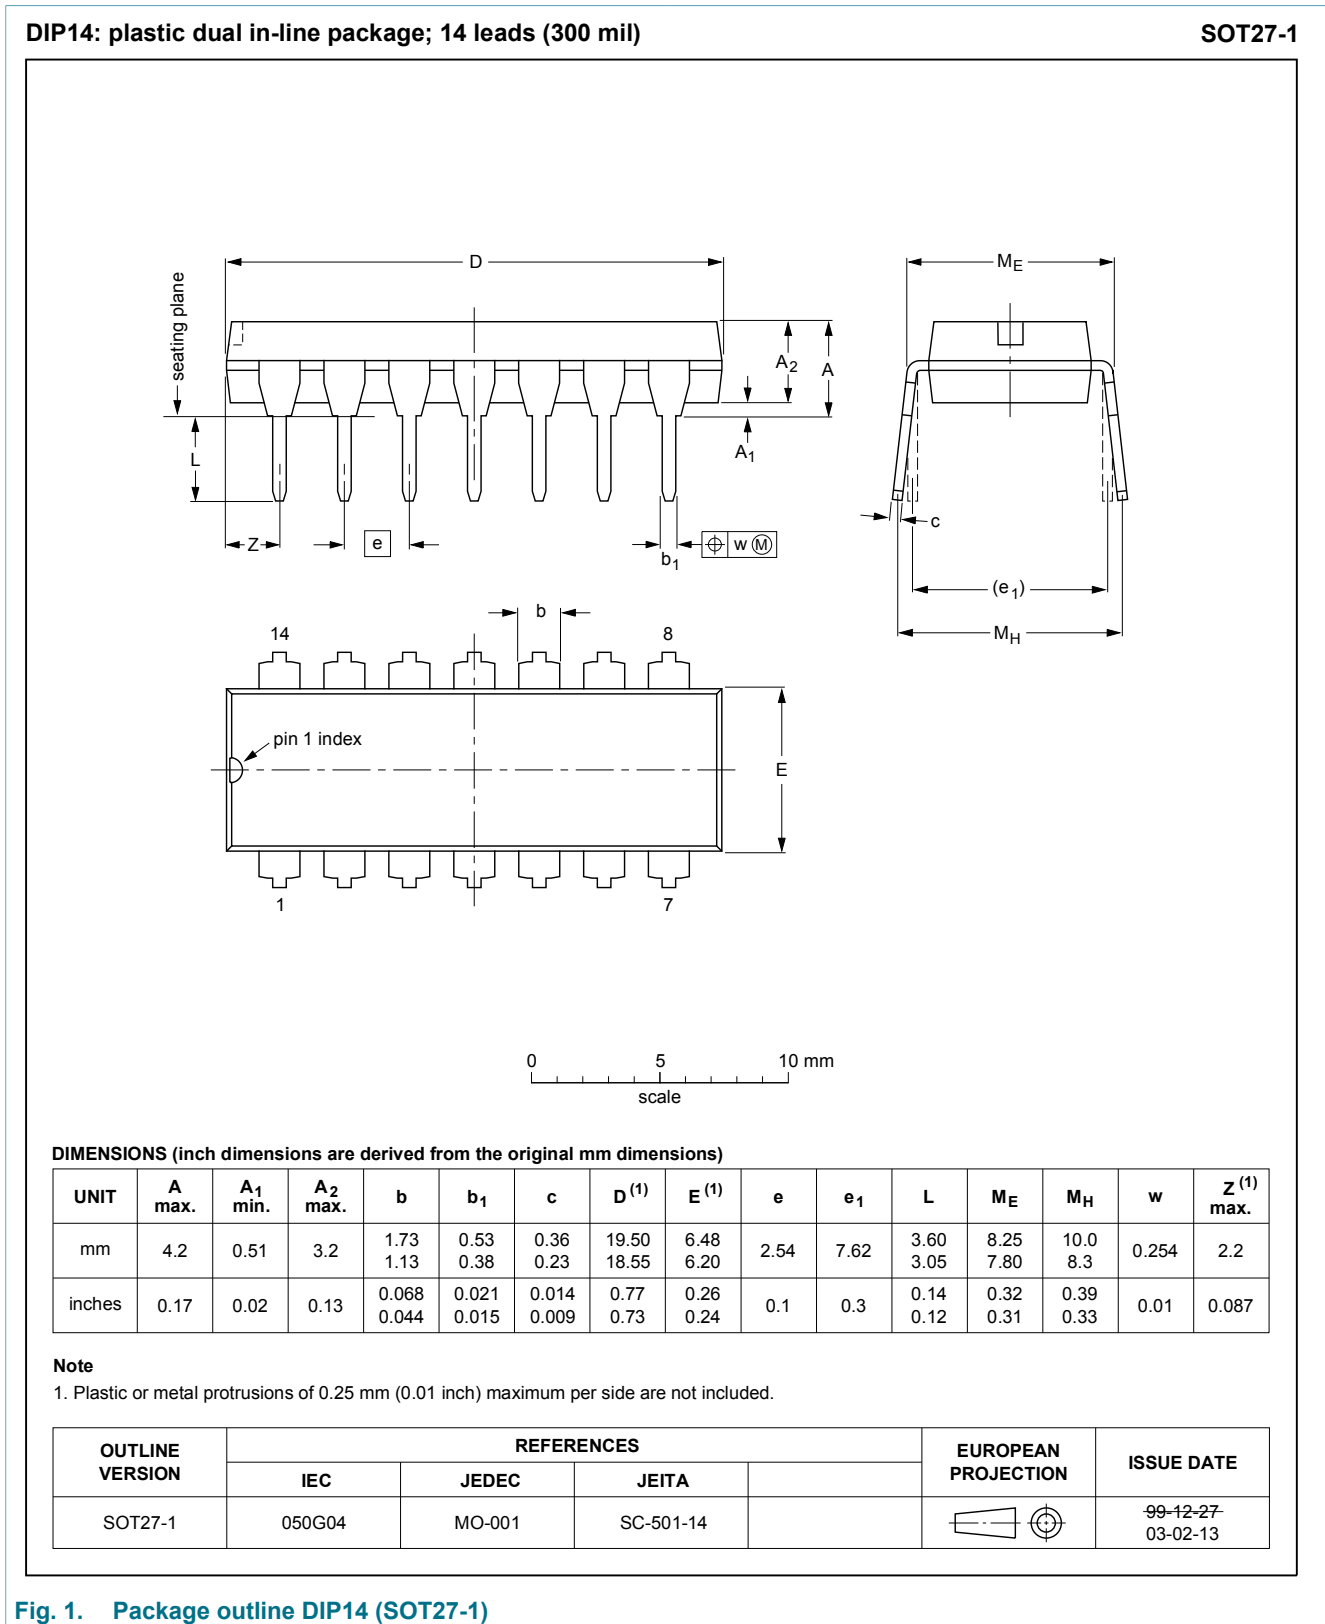 DIP14: plastic dual in-line package; 14 leads (300 mil) SOT27-1
D
ME
seating plane
A2
A
A1
L
c
Z
e
b1
w M
(e1)
MH
b
14
8
pin 1 index
E
1
7
0 5 10 mm
scale
DIMENSIONS (inch dimensions are derived from the original mm dimensions)
UNIT A max. A1 min. A2 max. b b1 c D(1) E(1) e e1 L ME MH w Z(1) max.
mm 4.2 0.51 3.2 1.73 1.13 0.53 0.38 0.36 0.23 19.50 18.55 6.48 6.20 2.54 7.62 3.60 3.05 8.25 7.80 10.0 8.3 0.254 2.2
inches 0.17 0.02 0.13 0.068 0.044 0.021 0.015 0.014 0.009 0.77 0.73 0.26 0.24 0.1 0.3 0.14 0.12 0.32 0.31 0.39 0.33 0.01 0.087
Note
1. Plastic or metal protrusions of 0.25 mm (0.01 inch) maximum per side are not included.
OUTLINE VERSION REFERENCES EUROPEAN PROJECTION ISSUE DATE
IEC JEDEC JEITA
SOT27-1 050G04 MO-001 SC-501-14 99-12-27
03-02-13
Fig. 1. Package outline DIP14 (SOT27-1)